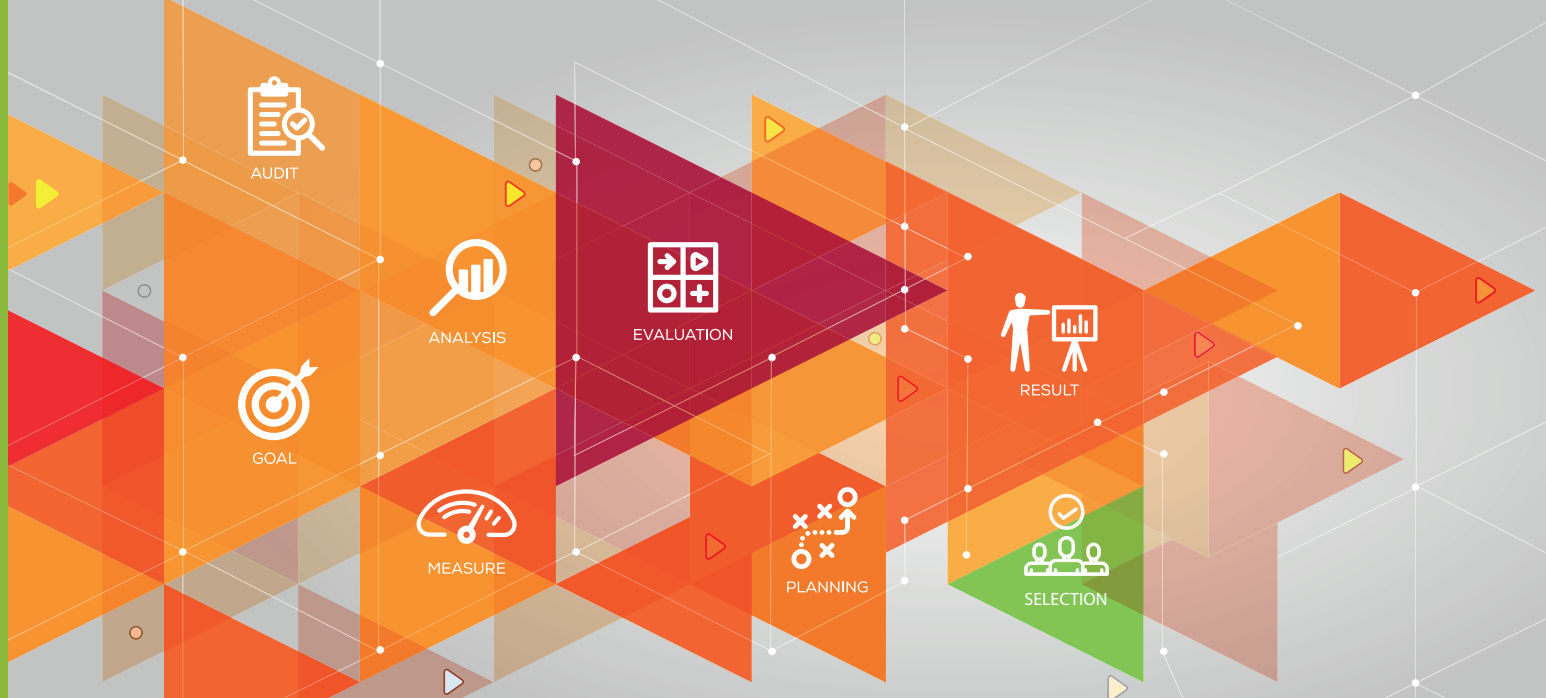 AUDIT
ANALYSIS
EVALUATION
RESULT
GOAL
MEASURE
PLANNING
SELECTION